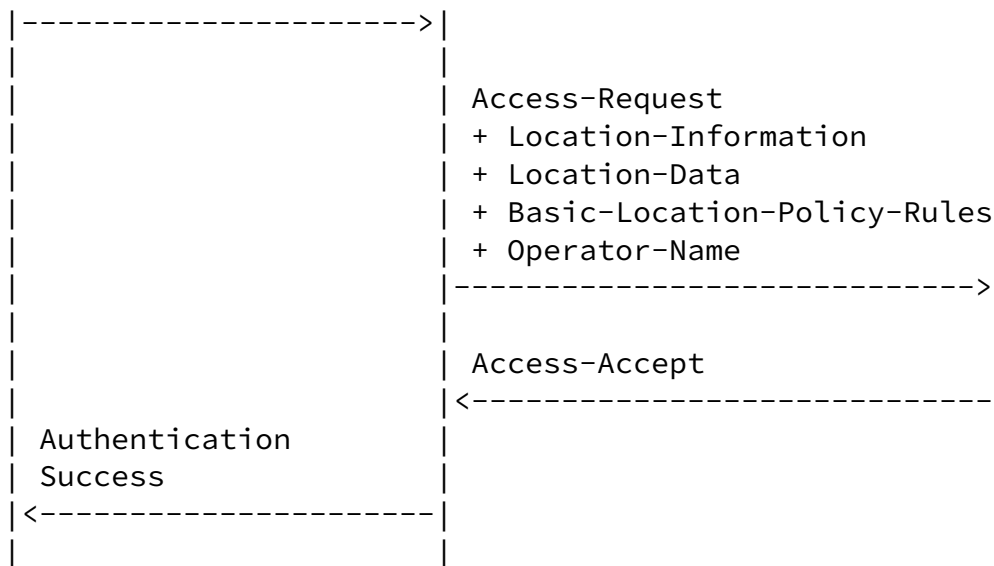 |---------------------->|
| |
| | Access-Request
| | + Location-Information
| | + Location-Data
| | + Basic-Location-Policy-Rules
| | + Operator-Name
| |----------------------------->
| |
| | Access-Accept
| |<-----------------------------
| Authentication |
| Success |
|<----------------------|
| |